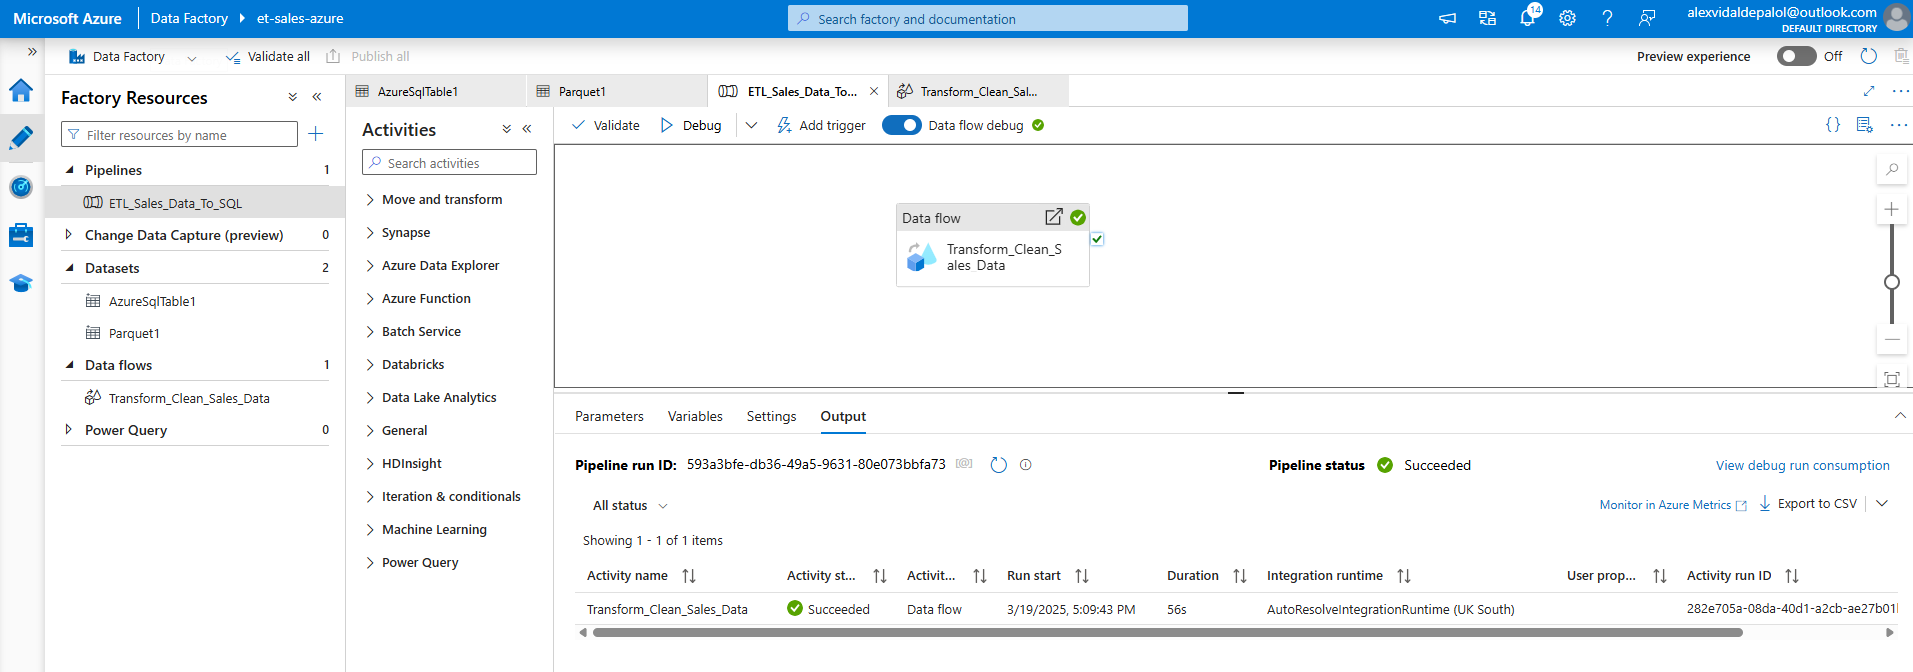 Microsoft Azure
Data Factory
et-sales-azure
Search factory and documentation
14
alexvidaldepalol@outlook.com
DEFAULT DIRECTORY
Data Factory
Validate all
Publish all
Preview experience
Off
Factory Resources
Filter resources by name
Pipelines 1
ETL_Sales_Data_To_SQL
Change Data Capture (preview) 0
Datasets 2
AzureSqlTable1
Parquet1
Data flows 1
Transform_Clean_Sales_Data
Power Query 0
AzureSqlTable1
Parquet1
ETL_Sales_Data_To...
Transform_Clean_Sal...
Activities
Search activities
Move and transform
Synapse
Azure Data Explorer
Azure Function
Batch Service
Databricks
Data Lake Analytics
General
HDInsight
Iteration & conditionals
Machine Learning
Power Query
Validate
Debug
Add trigger
Data flow debug
Data flow
Transform_Clean_S
ales_Data
Parameters
Variables
Settings
Output
Pipeline run ID: 593a3bfe-db36-49a5-9631-80e073bbfa73
Pipeline status
Succeeded
View debug run consumption
All status
Monitor in Azure Metrics
Export to CSV
Showing 1 - 1 of 1 items
Activity name Activity st... Activit... Run start Duration Integration runtime User prop... Activity run ID
Transform_Clean_Sales_Data Succeeded Data flow 3/19/2025, 5:09:43 PM 56s AutoResolveIntegrationRuntime (UK South) 282e705a-08da-40d1-a2cb-ae27b01